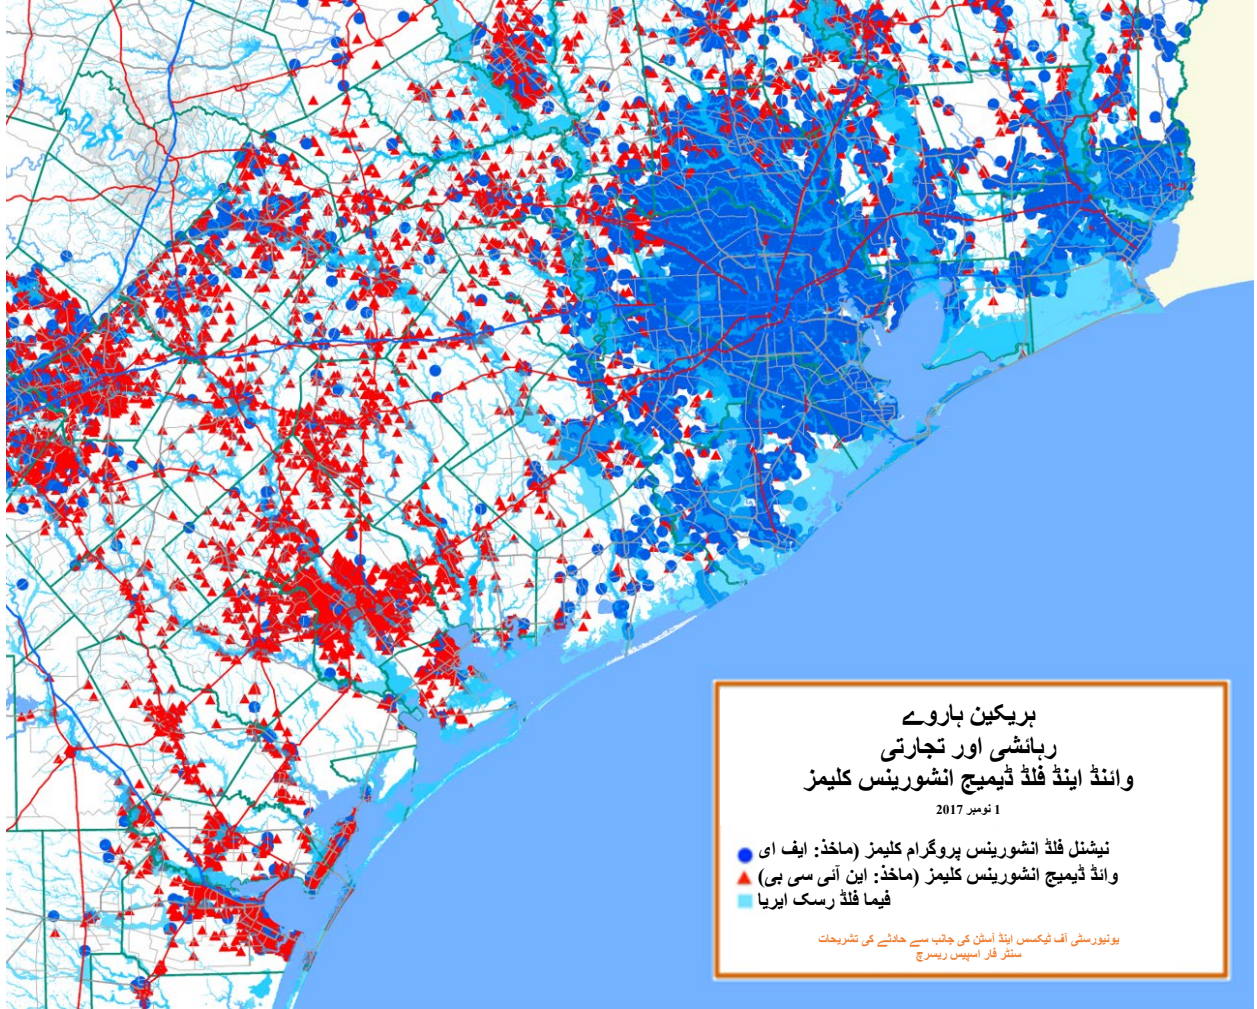 ہریکین ہاروے
رہائشی اور تجارتی
وائنڈ اینڈ فلڈ ڈیمیج انشورینس کلیمز
1 نومبر 2017
نیشنل فلڈ انشورینس پروگرام کلیمز (ماخذ: ایف ای
وائڈ ڈیمیج انشورینس کلیمز (ماخذ: این آئی سی بی)
فیما فلڈ رسک ایریا
یونیورسٹی آف ٹیکسس اینڈ آسٹن کی جانب سے حادثے کی تشریحات
سنٹر فار اسپیس ریسرچ